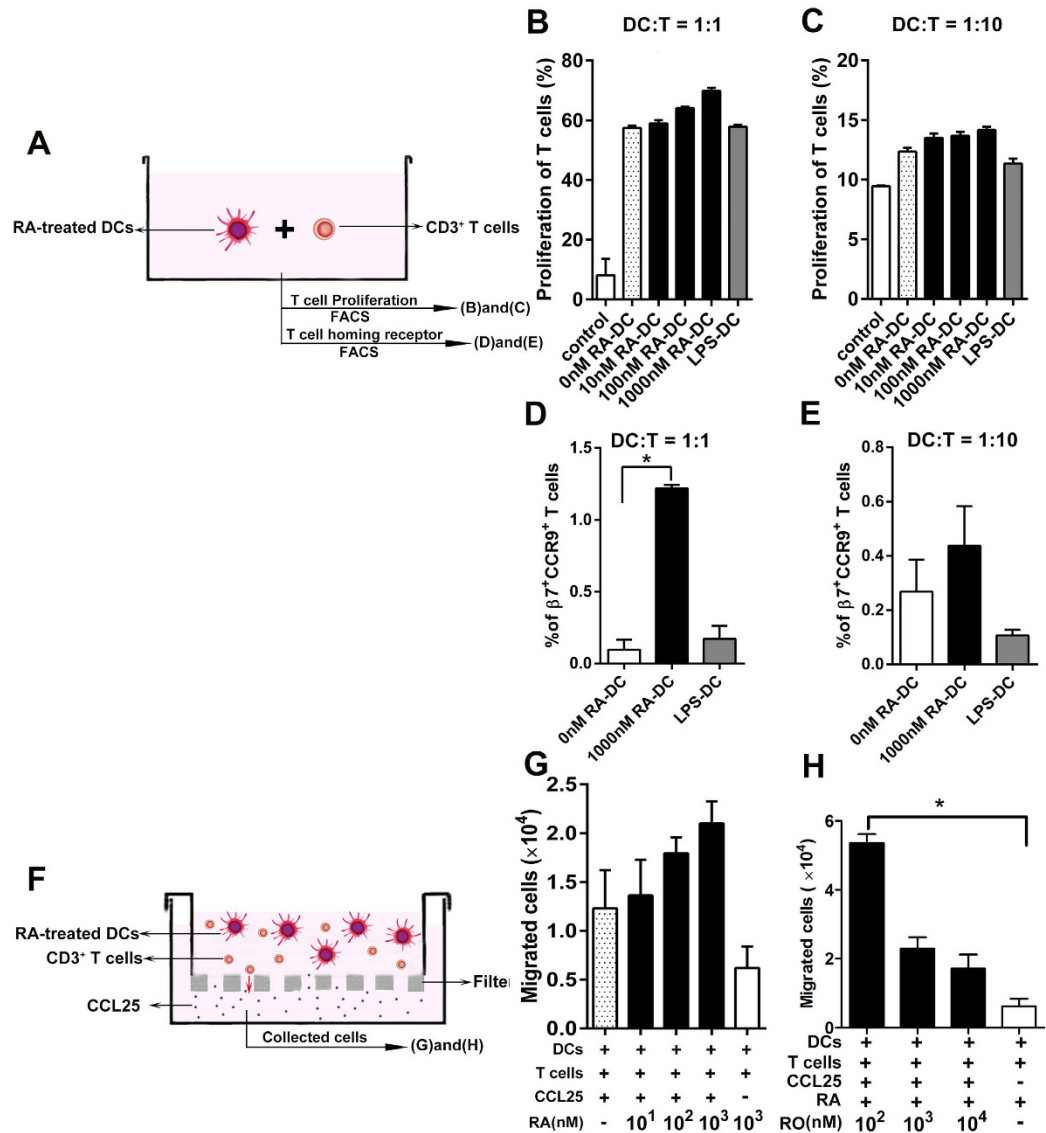 A
RA-treated DCs
+
CD3⁺ T cells
T cell Proliferation
FACS
(B)and(C)
T cell homing receptor
FACS
(D)and(E)
B
DC:T = 1:1
Proliferation of T cells (%)
80
60
40
20
0
control
0nM RA-DC
10nM RA-DC
100nM RA-DC
1000nM RA-DC
LPS-DC
C
DC:T = 1:10
Proliferation of T cells (%)
20
15
10
5
0
control
0nM RA-DC
10nM RA-DC
100nM RA-DC
1000nM RA-DC
LPS-DC
D
DC:T = 1:1
%of β7⁺CCR9⁺ T cells
1.5
1.0
0.5
0.0
*
0nM RA-DC
1000nM RA-DC
LPS-DC
E
DC:T = 1:10
%of β7⁺CCR9⁺ T cells
0.8
0.6
0.4
0.2
0.0
0nM RA-DC
1000nM RA-DC
LPS-DC
F
RA-treated DCs
CD3⁺ T cells
CCL25
Filter
Collected cells
(G)and(H)
G
Migrated cells (×10⁴)
2.5
2.0
1.5
1.0
0.5
0.0
DCs + + + + +
T cells + + + + +
CCL25 + + + + -
RA(nM) - 10¹ 10² 10³ 10³
H
Migrated cells ( ×10⁴)
6
4
2
0
*
DCs + + + +
T cells + + + +
CCL25 + + + -
RA + + + +
RO(nM) 10² 10³ 10⁴ -